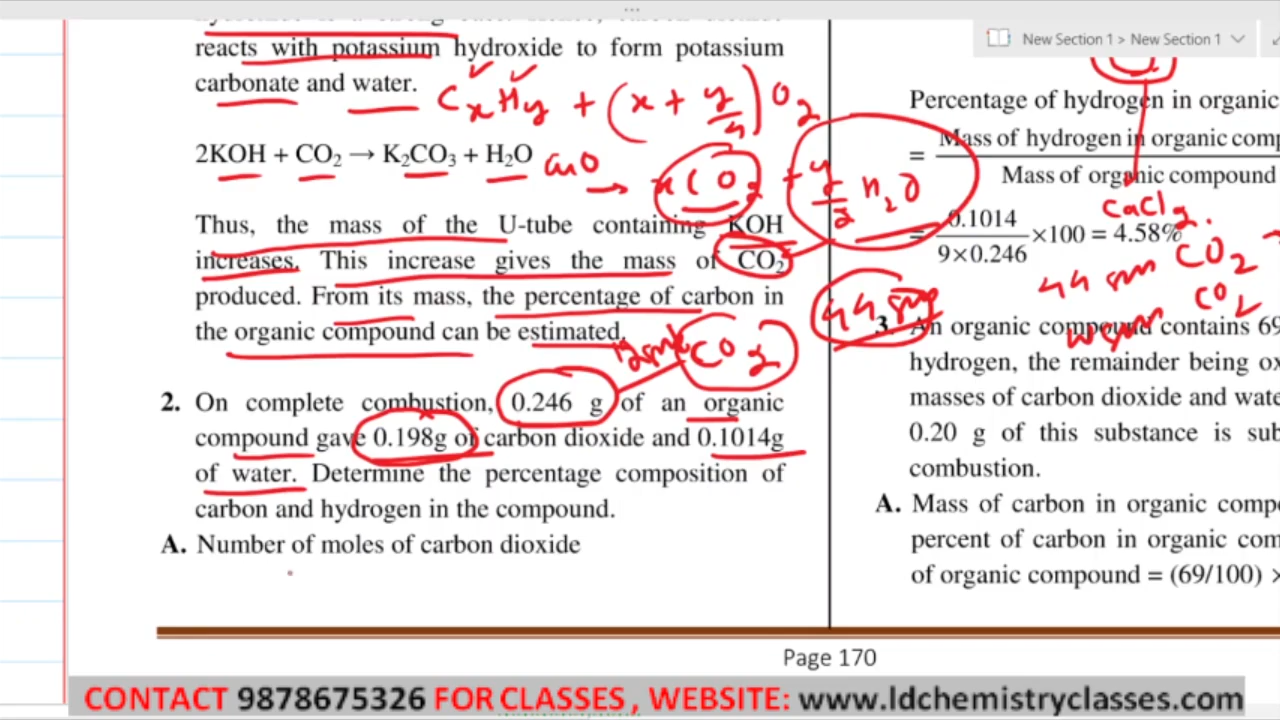 New Section 1 > New Section 1
reacts with potassium hydroxide to form potassium
carbonate and water.
CxHy + (x + y/4) O2
2KOH + CO2 → K2CO3 + H2O
CuO → xCO2 + y/2 H2O
Thus, the mass of the U-tube containing KOH
increases. This increase gives the mass of CO2
produced. From its mass, the percentage of carbon in
the organic compound can be estimated.
CO2
2. On complete combustion, 0.246 g of an organic
compound gave 0.198g of carbon dioxide and 0.1014g
of water. Determine the percentage composition of
carbon and hydrogen in the compound.
A. Number of moles of carbon dioxide
Percentage of hydrogen in organic
= Mass of hydrogen in organic comp
Mass of organic compound
CaCl2.
= 0.1014
9×0.246 ×100 = 4.58%
44 gm CO2
CO2
44 gm
3. An organic compound contains 69
hydrogen, the remainder being ox
masses of carbon dioxide and wate
0.20 g of this substance is sub
combustion.
A. Mass of carbon in organic comp
percent of carbon in organic com
of organic compound = (69/100) ×
Page 170
CONTACT 9878675326 FOR CLASSES , WEBSITE: www.ldchemistryclasses.com